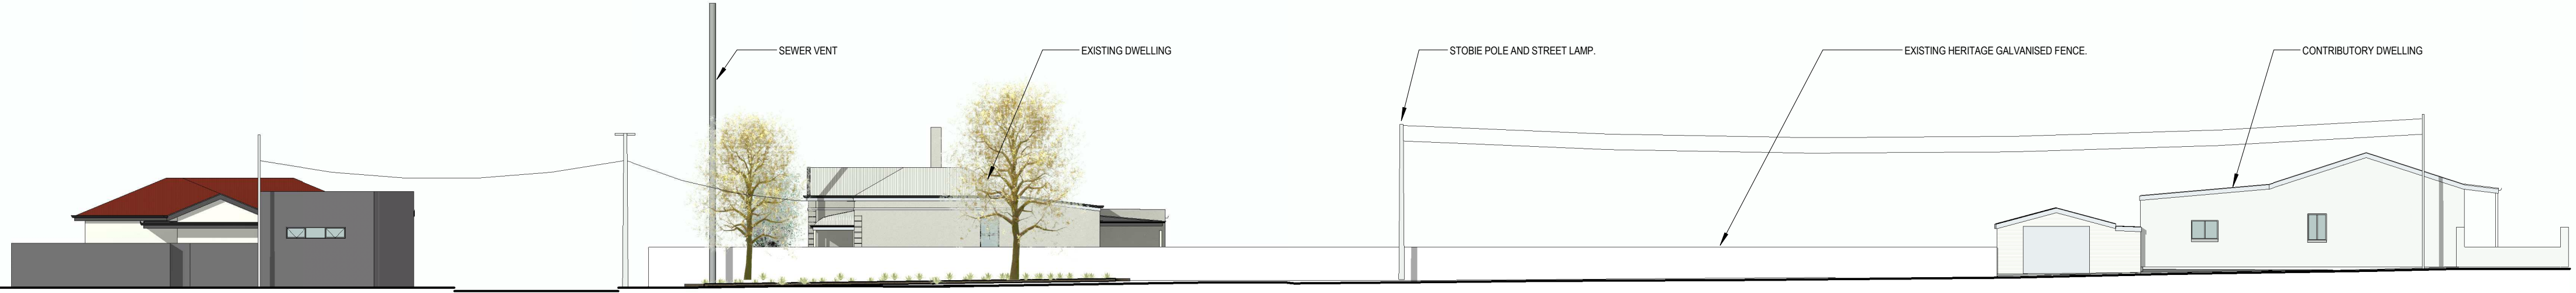 SEWER VENT
EXISTING DWELLING
STOBIE POLE AND STREET LAMP.
EXISTING HERITAGE GALVANISED FENCE.
CONTRIBUTORY DWELLING